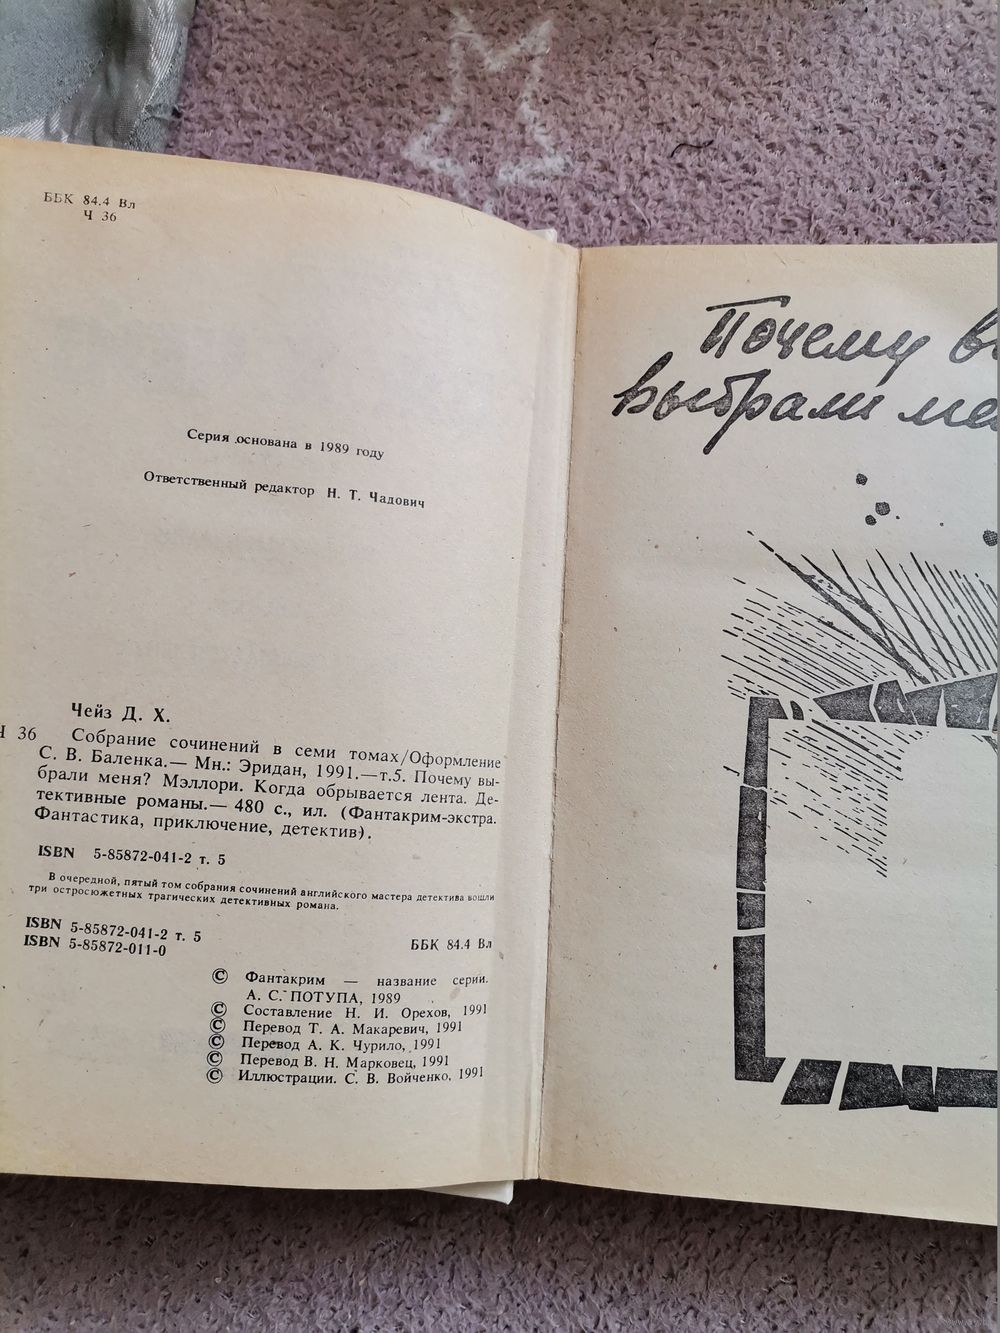 ББК 84.4 Вл
Ч 36
Серия основана в 1989 году
Ответственный редактор Н. Т. Чадович
Чейз Д. Х.
Ч 36 Собрание сочинений в семи томах/Оформление
С. В. Баленка.— Мн.: Эридан, 1991.—т.5. Почему вы-
брали меня? Мэллори. Когда обрывается лента. Де-
тективные романы.— 480 с., ил. (Фантакрим-экстра.
Фантастика, приключение, детектив).
ISBN 5-85872-041-2 т. 5
В очередной, пятый том собрания сочинений английского мастера детектива вошли
три остросюжетных трагических детективных романа.
ISBN 5-85872-041-2 т. 5
ISBN 5-85872-011-0
ББК 84.4 Вл
© Фантакрим — название серии.
А. С. ПОТУПА, 1989
© Составление Н. И. Орехов, 1991
© Перевод Т. А. Макаревич, 1991
© Перевод А. К. Чурило, 1991
© Перевод В. Н. Марковец, 1991
© Иллюстрации. С. В. Войченко, 1991
Почему
выбрали